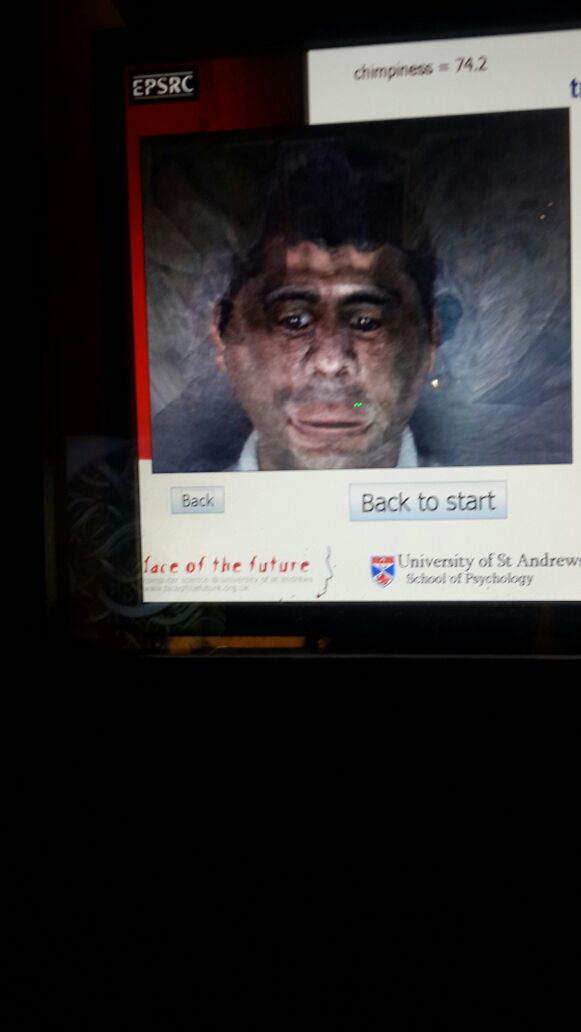 chimpiness = 74.2
EPSRC
Back
Back to start
face of the future
computer science @ university of st andrews
www.faceofthefuture.org.uk
University of St Andrews
School of Psychology